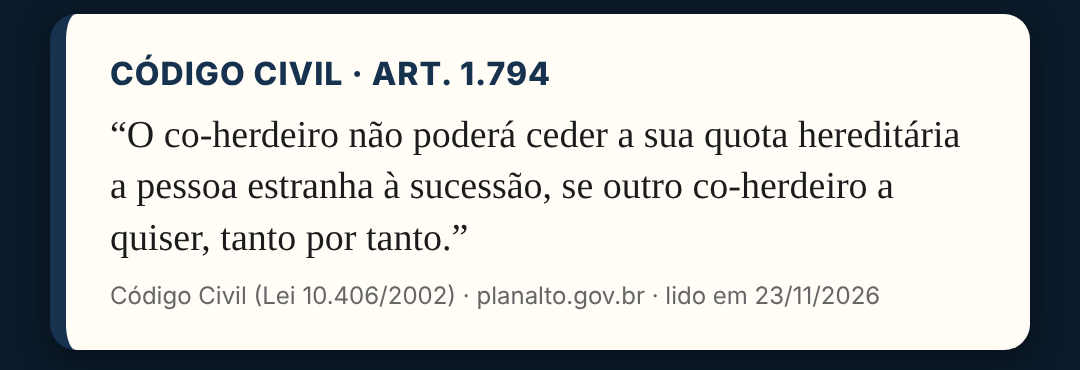 CÓDIGO CIVIL · ART. 1.794
“O co-herdeiro não poderá ceder a sua quota hereditária
a pessoa estranha à sucessão, se outro co-herdeiro a
quiser, tanto por tanto.”
Código Civil (Lei 10.406/2002) · planalto.gov.br · lido em 23/11/2026